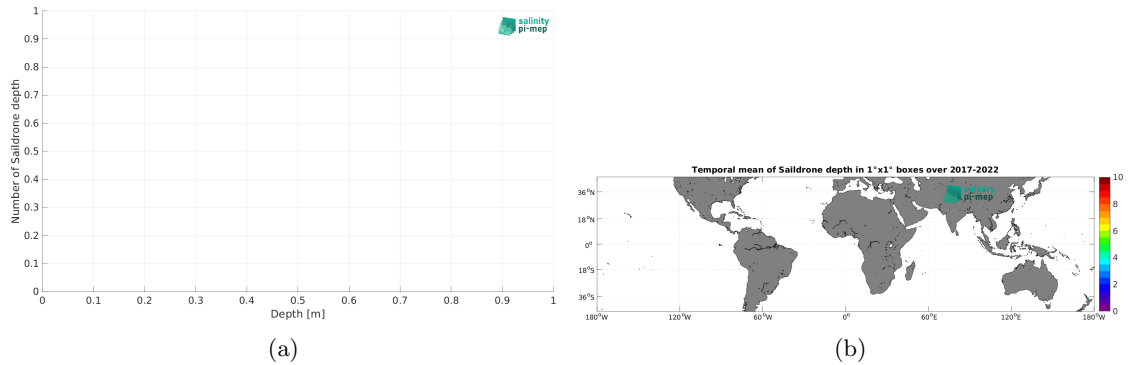 1
0.9
0.8
0.7
0.6
0.5
0.4
0.3
0.2
0.1
0
Number of Saildrone depth
0 0.1 0.2 0.3 0.4 0.5 0.6 0.7 0.8 0.9 1
Depth [m]
salinity
pi-mep
(a)
Temporal mean of Saildrone depth in 1°x1° boxes over 2017-2022
36°N
18°N
0°
18°S
36°S
180°W 120°W 60°W 0° 60°E 120°E 180°W
salinity
pi-mep
10
8
6
4
2
0
(b)